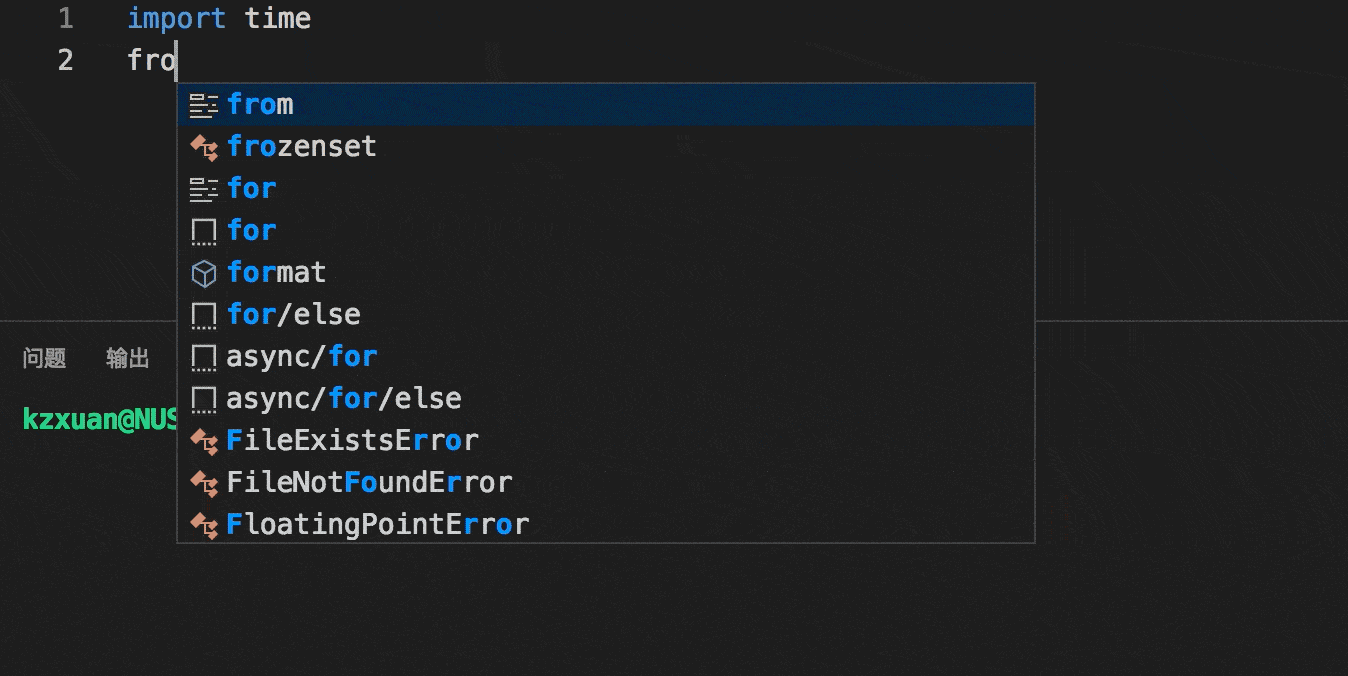 1 import time
2 fro
from
frozenset
for
for
format
for/else
async/for
async/for/else
FileExistsError
FileNotFoundError
FloatingPointError
问题 输出
kzxuan@NUS